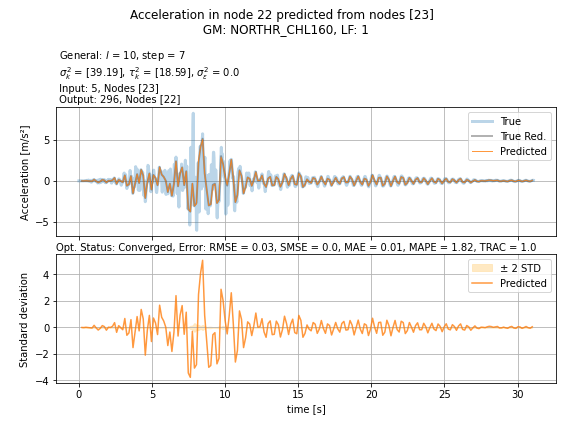 Acceleration in node 22 predicted from nodes [23]
GM: NORTHR_CHL160, LF: 1
General: l = 10, step = 7
σ²ₖ = [39.19], τ²ₖ = [18.59], σ²ε = 0.0
Input: 5, Nodes [23]
Output: 296, Nodes [22]
Acceleration [m/s²]
5
0
−5
True
True Red.
Predicted
Opt. Status: Converged, Error: RMSE = 0.03, SMSE = 0.0, MAE = 0.01, MAPE = 1.82, TRAC = 1.0
Standard deviation
4
2
0
−2
−4
± 2 STD
Predicted
0 5 10 15 20 25 30
time [s]